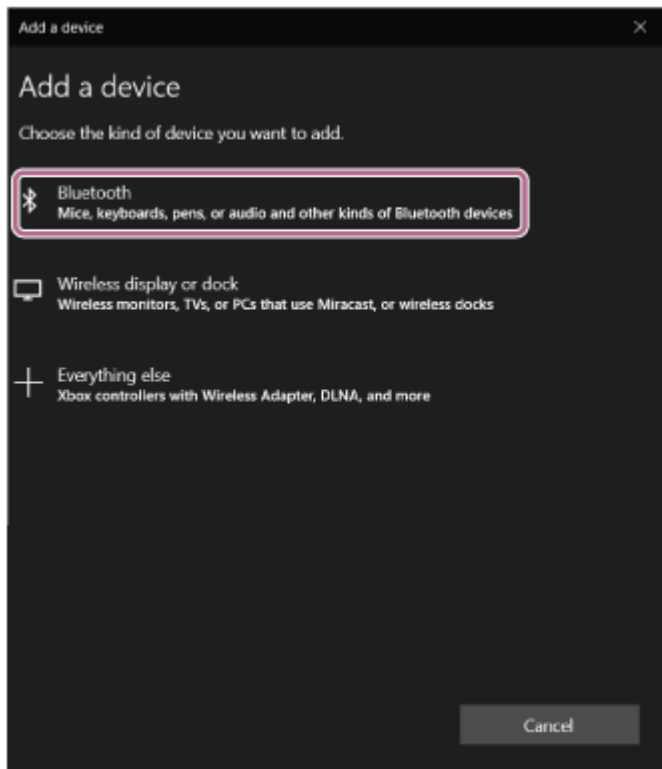 Add a device
Add a device
Choose the kind of device you want to add.
Bluetooth
Mice, keyboards, pens, or audio and other kinds of Bluetooth devices
Wireless display or dock
Wireless monitors, TVs, or PCs that use Miracast, or wireless docks
Everything else
Xbox controllers with Wireless Adapter, DLNA, and more
Cancel